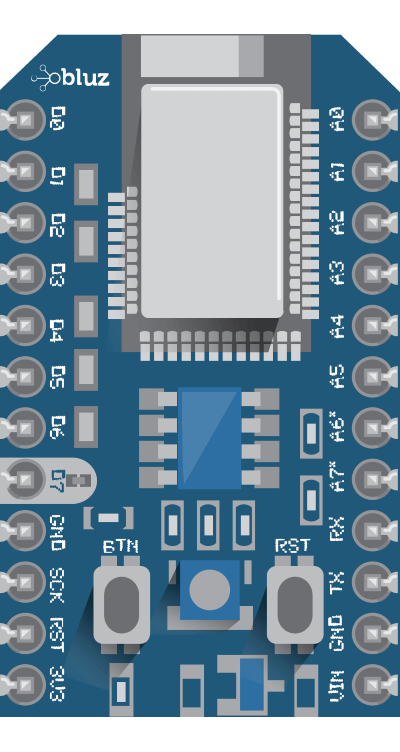 bluz
D0
D1
D2
D3
D4
D5
D6
D7
GND
SCK
RST
3V3
A0
A1
A2
A3
A4
A5
A6*
A7*
RX
TX
GND
VIN
BTN
RST